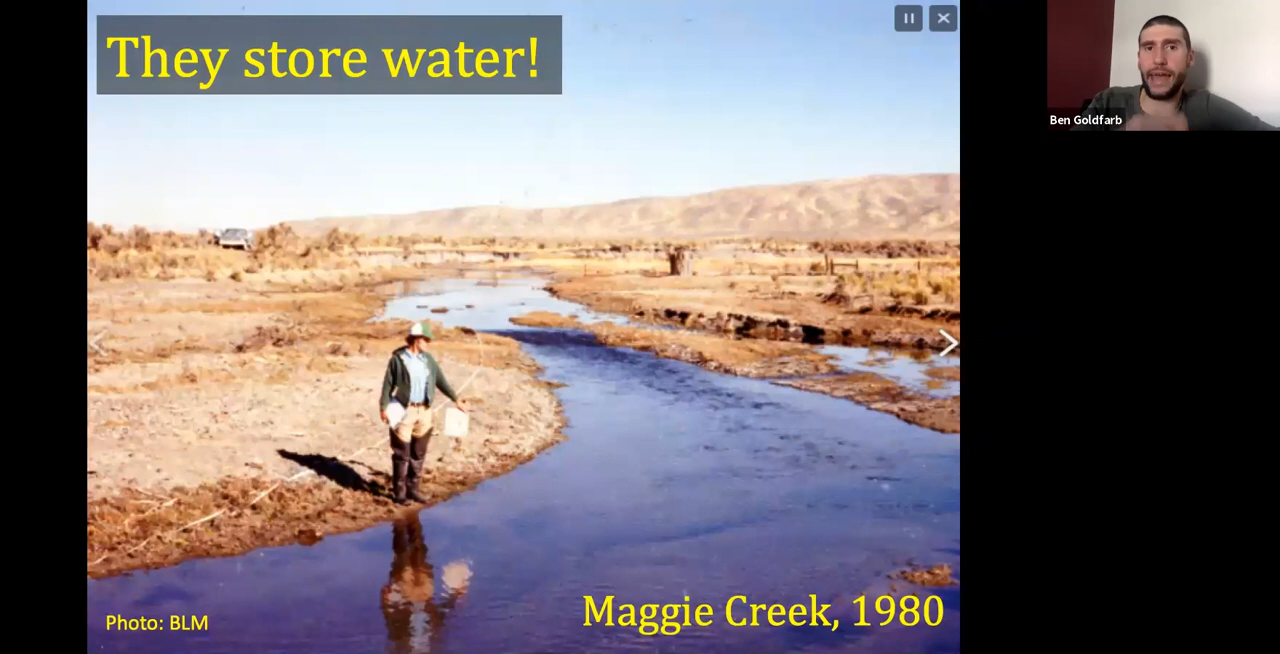 They store water!
Ben Goldfarb
Photo: BLM
Maggie Creek, 1980